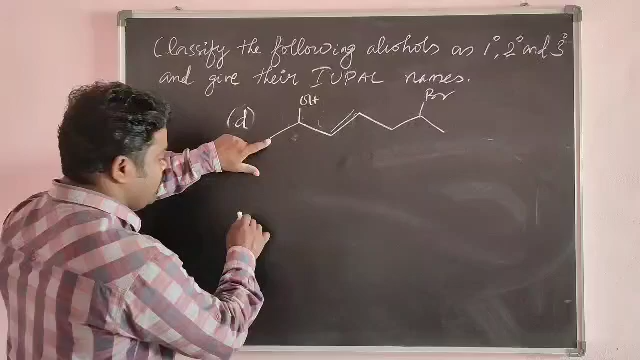 Classify the following alcohols as 1°, 2° and 3°
and give their IUPAC names.
(d) OH Br